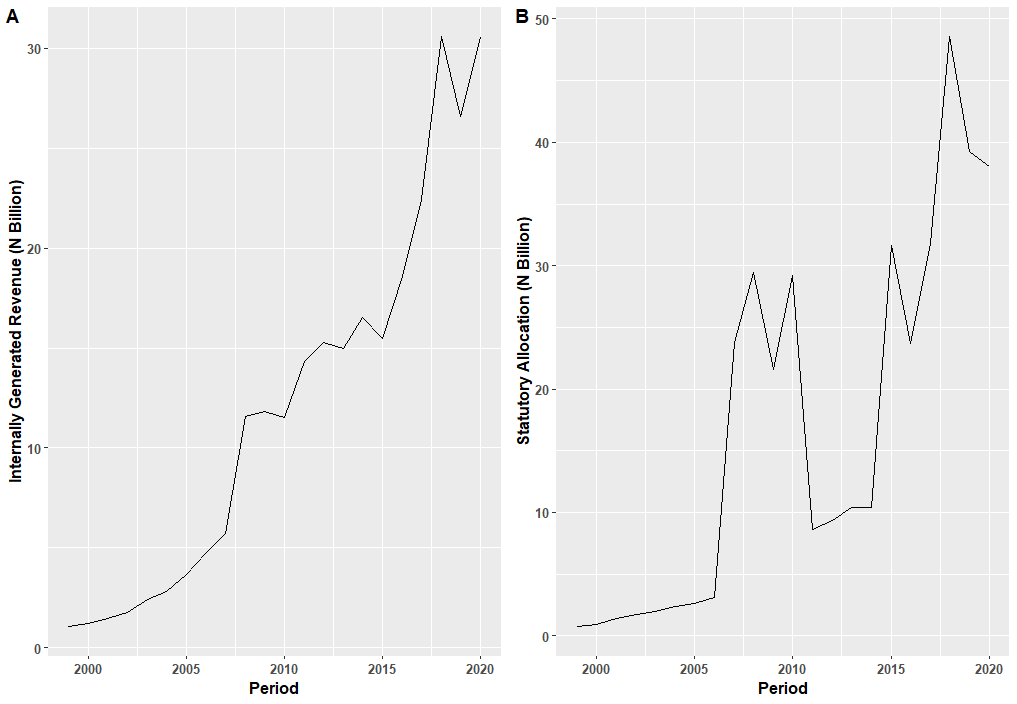 A
Internally Generated Revenue (N Billion)
30
20
10
0
2000 2005 2010 2015 2020
Period
B
Statutory Allocation (N Billion)
50
40
30
20
10
0
2000 2005 2010 2015 2020
Period